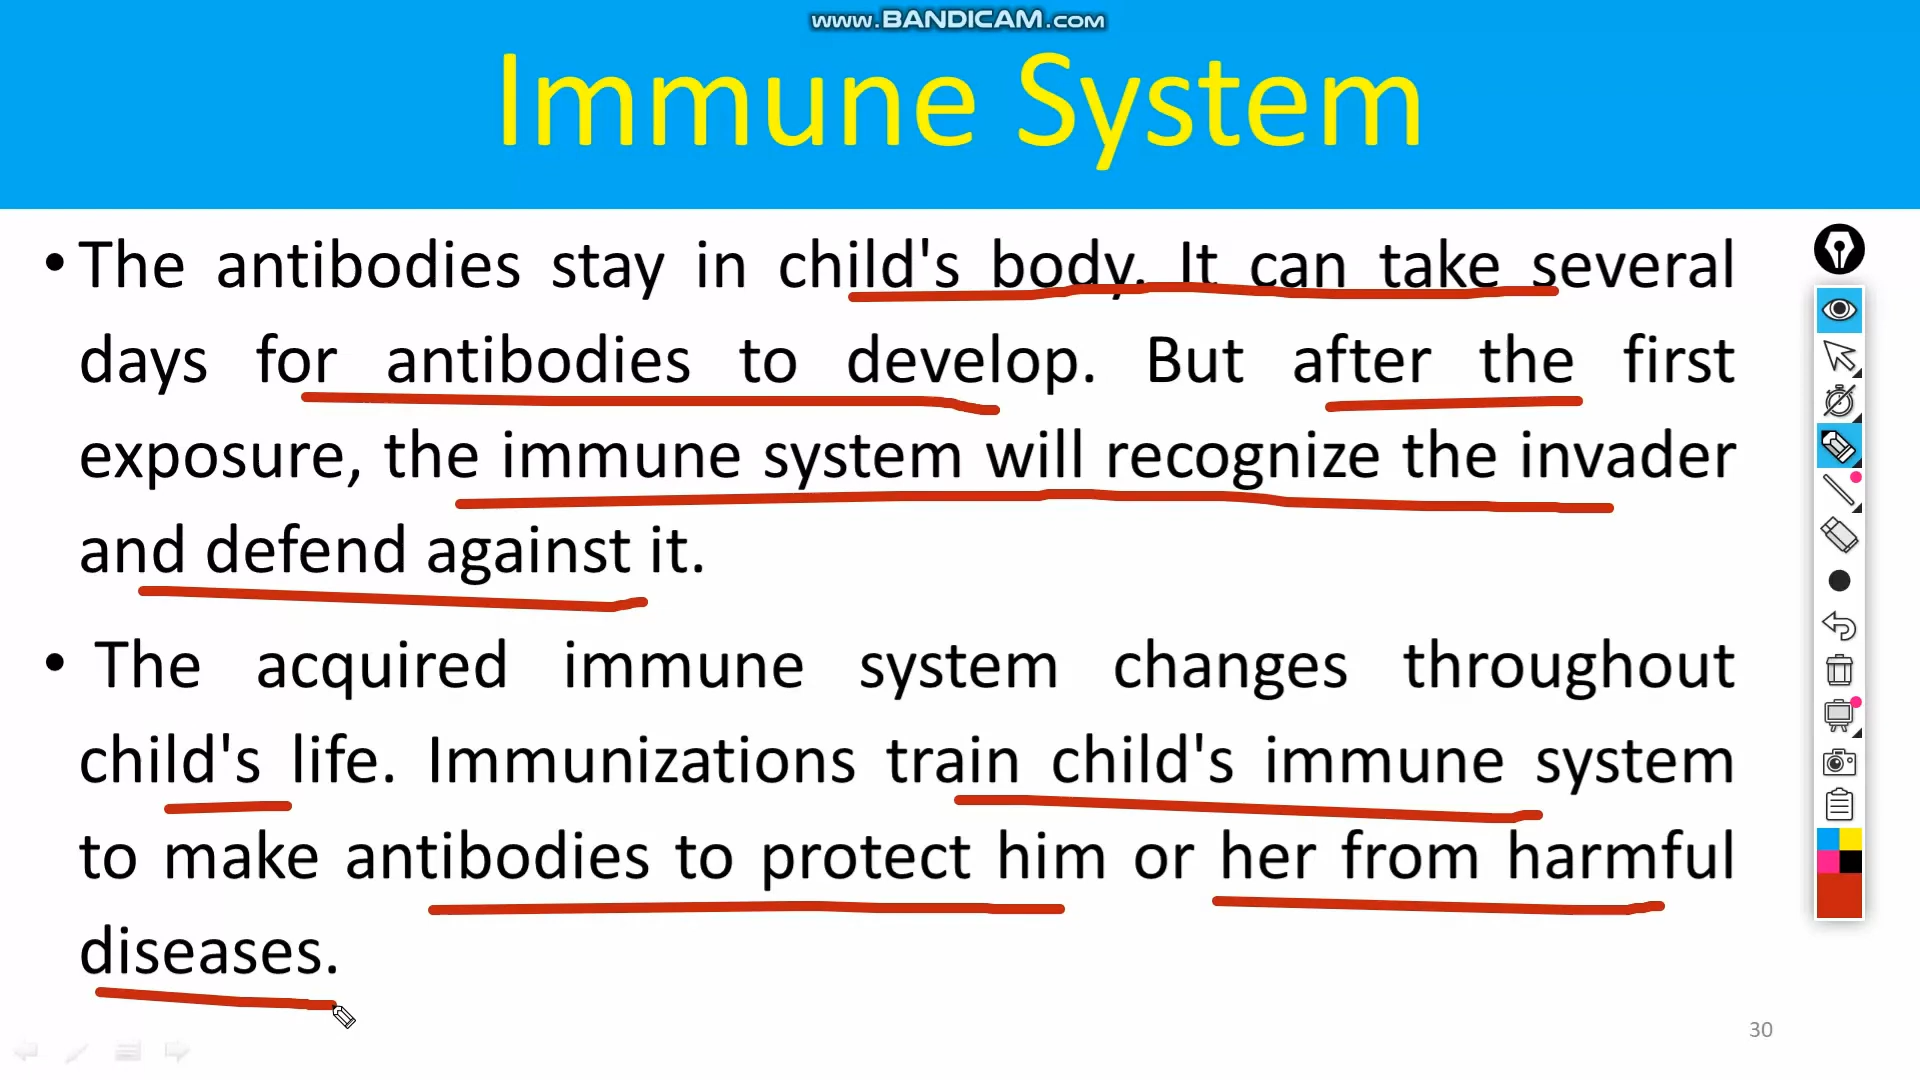 www.BANDICAM.com
Immune System
•The antibodies stay in child's body. It can take several
days for antibodies to develop. But after the first
exposure, the immune system will recognize the invader
and defend against it.
• The acquired immune system changes throughout
child's life. Immunizations train child's immune system
to make antibodies to protect him or her from harmful
diseases.
30